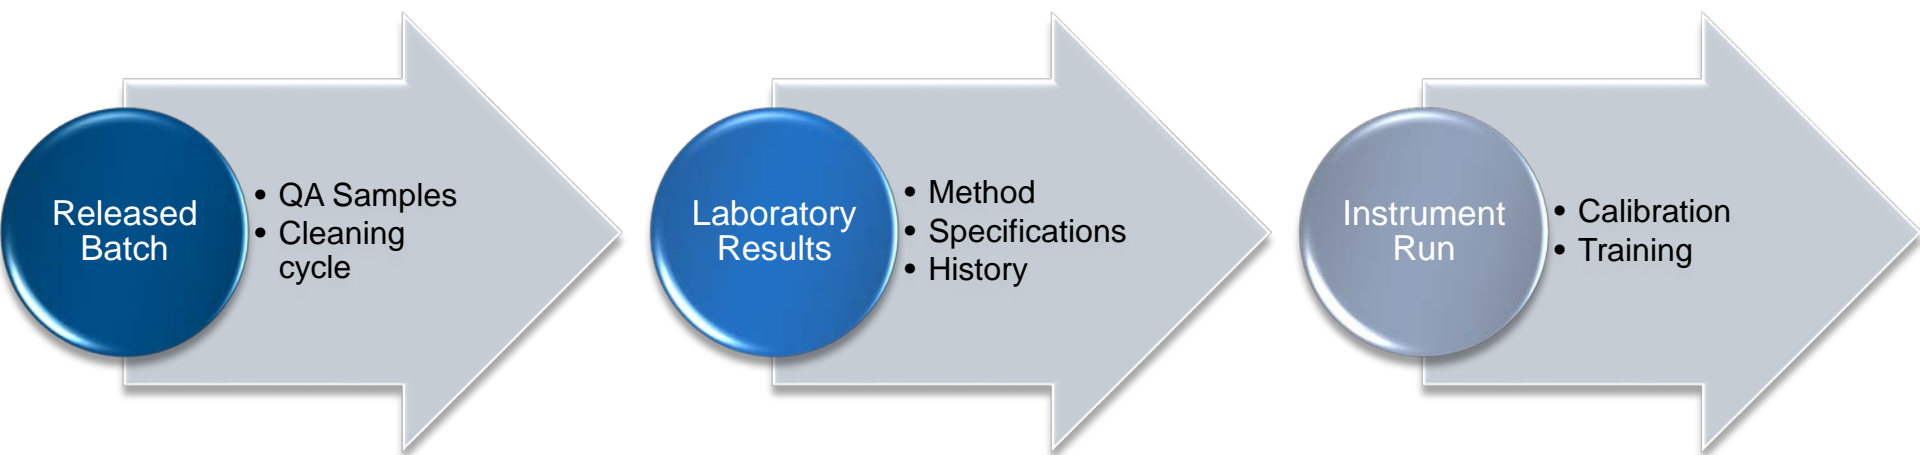 Released
Batch
• QA Samples
• Cleaning
cycle
Laboratory
Results
• Method
• Specifications
• History
Instrument
Run
• Calibration
• Training